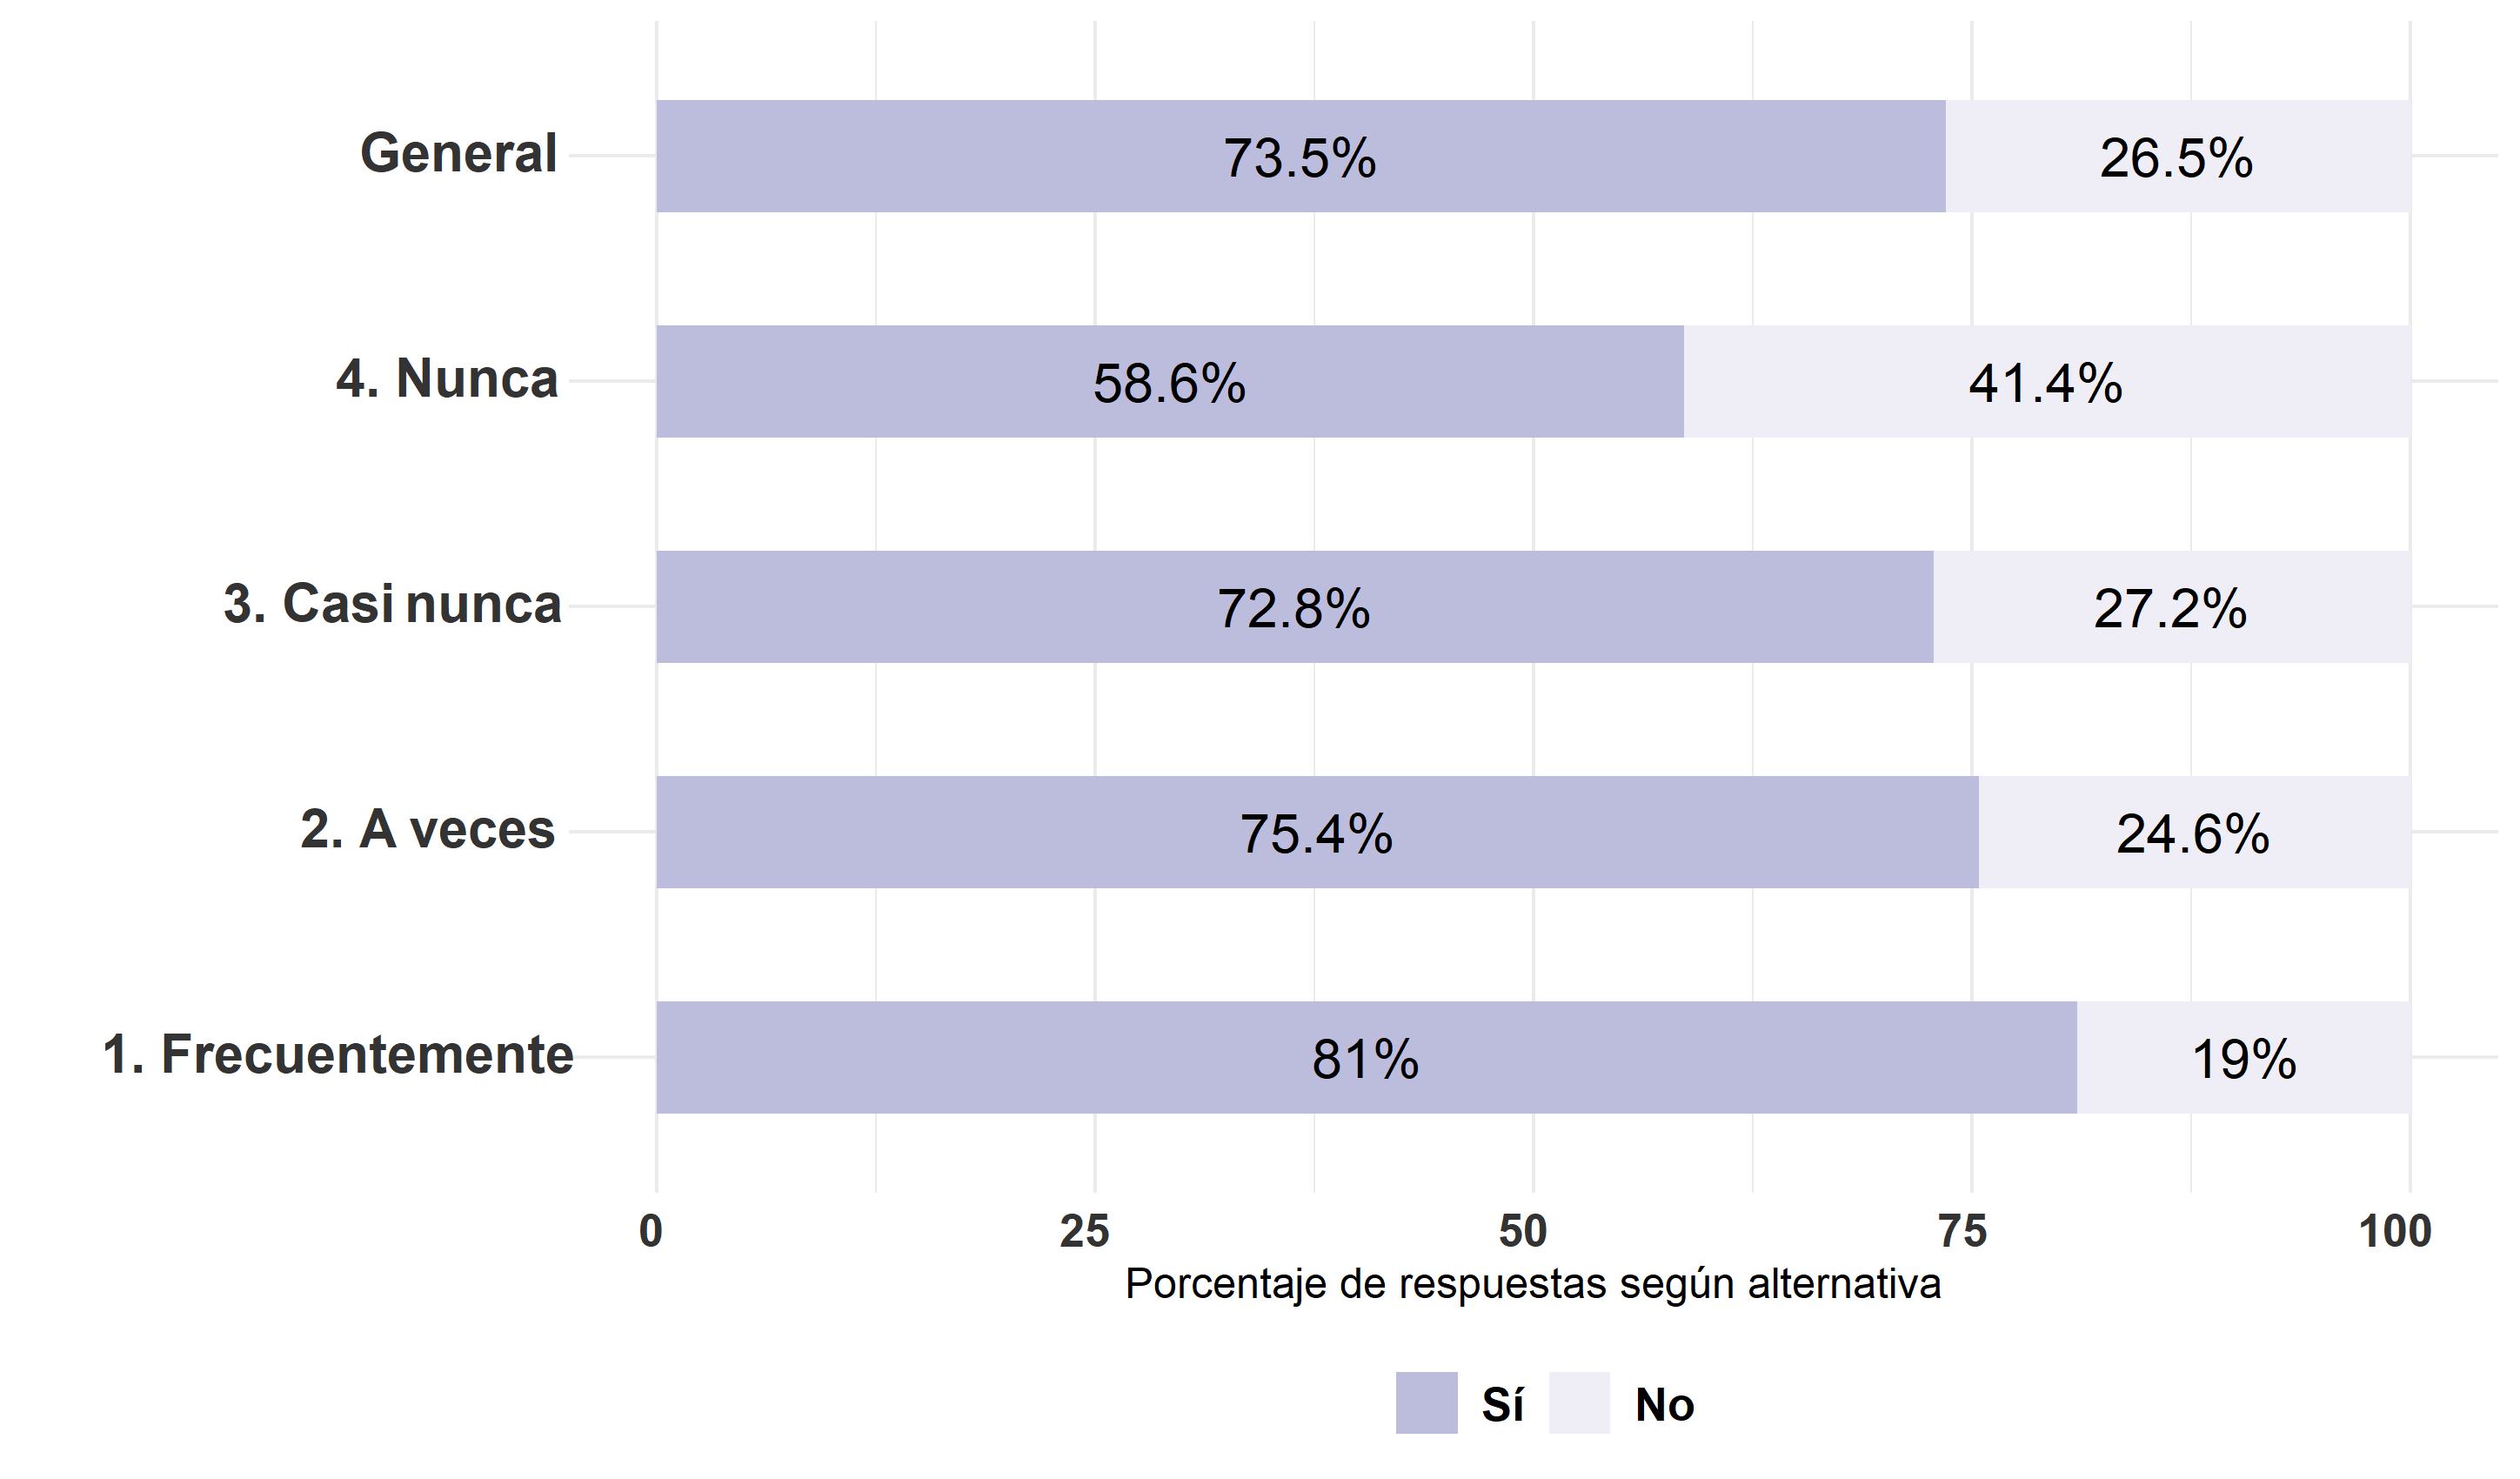 General 73.5% 26.5%
4. Nunca 58.6% 41.4%
3. Casi nunca 72.8% 27.2%
2. A veces 75.4% 24.6%
1. Frecuentemente 81% 19%
0 25 50 75 100
Porcentaje de respuestas según alternativa
Sí No